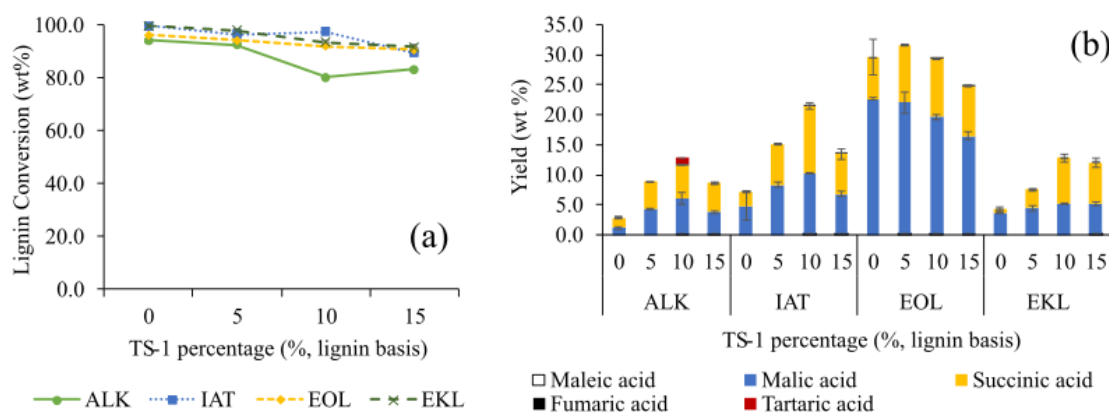 100.0
80.0
60.0
40.0
20.0
0.0
Lignin Conversion (wt%)
(a)
0 5 10 15
TS-1 percentage (%, lignin basis)
ALK IAT EOL EKL
35.0
30.0
25.0
20.0
15.0
10.0
5.0
0.0
Yield (wt %)
(b)
0 5 10 15 0 5 10 15 0 5 10 15 0 5 10 15
ALK IAT EOL EKL
TS-1 percentage (%, lignin basis)
Maleic acid Malic acid Succinic acid
Fumaric acid Tartaric acid